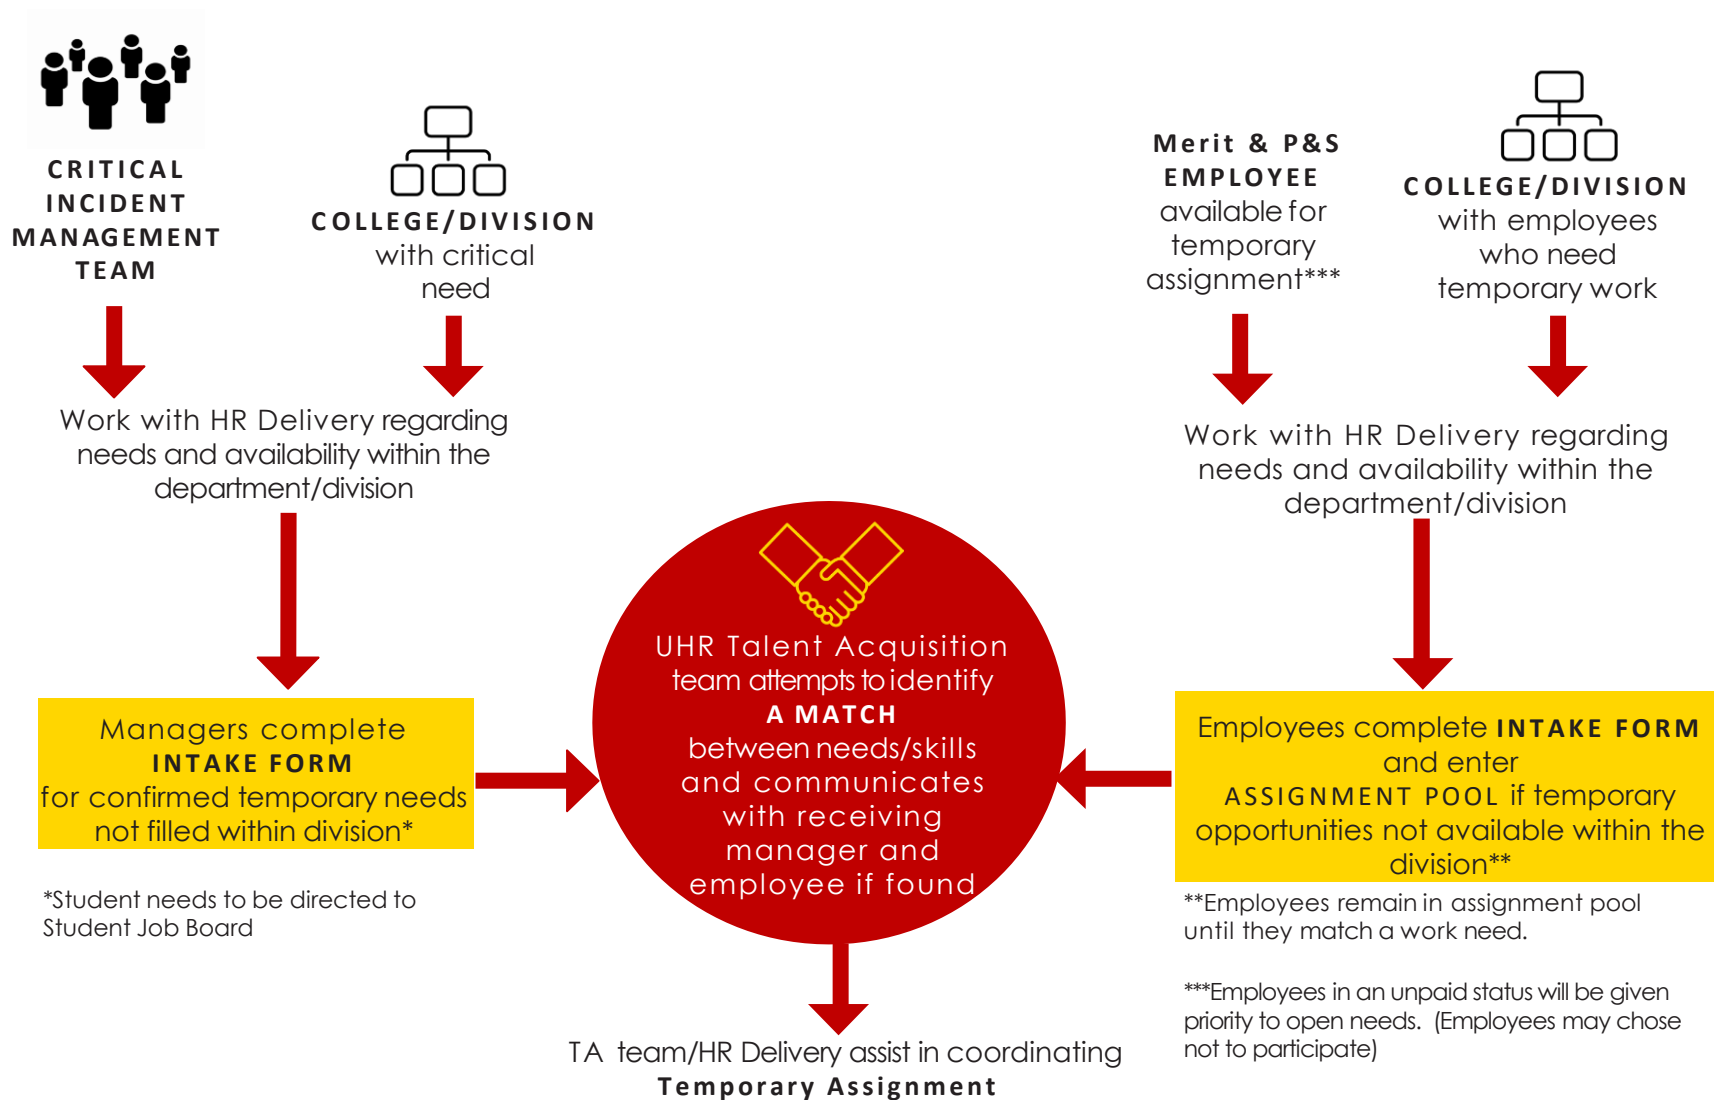 CRITICAL
INCIDENT
MANAGEMENT
TEAM
COLLEGE/DIVISION
with critical
need
Work with HR Delivery regarding
needs and availability within the
department/division
Managers complete
INTAKE FORM
for confirmed temporary needs
not filled within division*
*Student needs to be directed to
Student Job Board
Merit & P&S
EMPLOYEE
available for
temporary
assignment***
COLLEGE/DIVISION
with employees
who need
temporary work
Work with HR Delivery regarding
needs and availability within the
department/division
Employees complete INTAKE FORM
and enter
ASSIGNMENT POOL if temporary
opportunities not available within the
division**
**Employees remain in assignment pool
until they match a work need.
***Employees in an unpaid status will be given
priority to open needs. (Employees may chose
not to participate)
UHR Talent Acquisition
team attempts to identify
A MATCH
between needs/skills
and communicates
with receiving
manager and
employee if found
TA team/HR Delivery assist in coordinating
Temporary Assignment